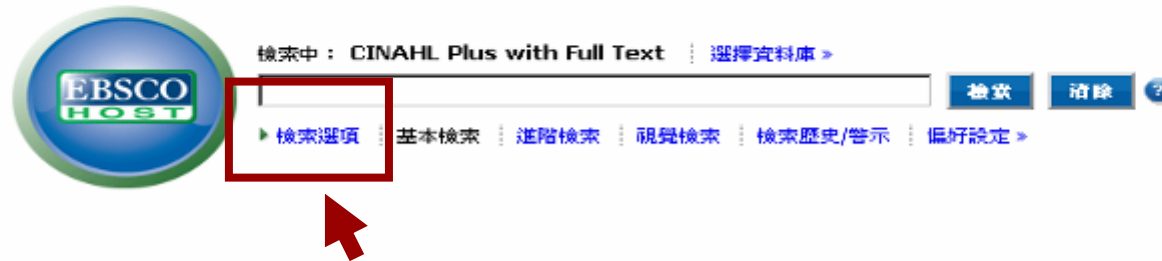 EBSCO
HOST
檢索中： CINAHL Plus with Full Text 選擇資料庫 »
檢索 清除 ?
檢索選項 基本檢索 進階檢索 視覺檢索 檢索歷史/警示 偏好設定 »